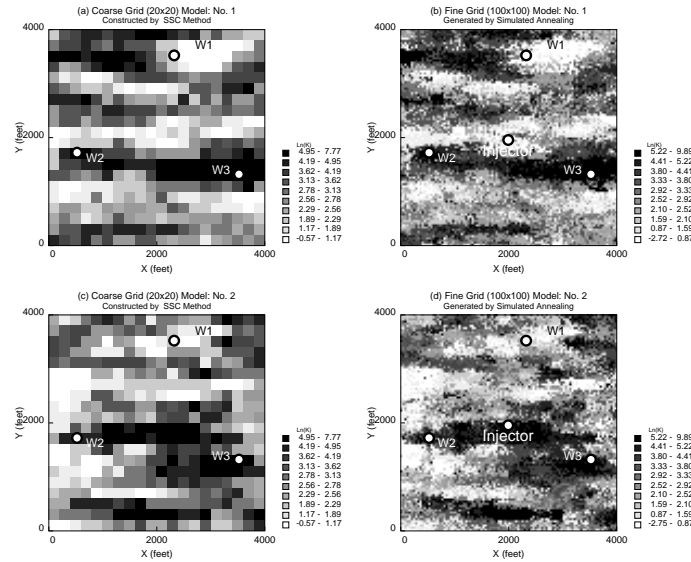 (a) Coarse Grid (20x20) Model: No. 1
Constructed by SSC Method
4000
2000
0
Y (feet)
W1
W2
W3
0
2000
4000
X (feet)
Ln(K)
4.95 - 7.77
4.19 - 4.95
3.62 - 4.19
3.13 - 3.62
2.78 - 3.13
2.56 - 2.78
2.29 - 2.56
1.89 - 2.29
1.17 - 1.89
-0.57 - 1.17
(b) Fine Grid (100x100) Model: No. 1
Generated by Simulated Annealing
4000
2000
0
Y (feet)
W1
Injector
W2
W3
0
2000
4000
X (feet)
Ln(K)
5.22 - 9.89
4.41 - 5.22
3.80 - 4.41
3.33 - 3.80
2.92 - 3.33
2.52 - 2.92
2.10 - 2.52
1.59 - 2.10
0.87 - 1.59
-2.72 - 0.87
(c) Coarse Grid (20x20) Model: No. 2
Constructed by SSC Method
4000
2000
0
Y (feet)
W1
W2
W3
0
2000
4000
X (feet)
Ln(K)
4.95 - 7.77
4.19 - 4.95
3.62 - 4.19
3.13 - 3.62
2.78 - 3.13
2.56 - 2.78
2.29 - 2.56
1.89 - 2.29
1.17 - 1.89
-0.57 - 1.17
(d) Fine Grid (100x100) Model: No. 2
Generated by Simulated Annealing
4000
2000
0
Y (feet)
W1
Injector
W2
W3
0
2000
4000
X (feet)
Ln(K)
5.22 - 9.89
4.41 - 5.22
3.80 - 4.41
3.33 - 3.80
2.92 - 3.33
2.52 - 2.92
2.10 - 2.52
1.59 - 2.10
0.87 - 1.59
-2.75 - 0.87